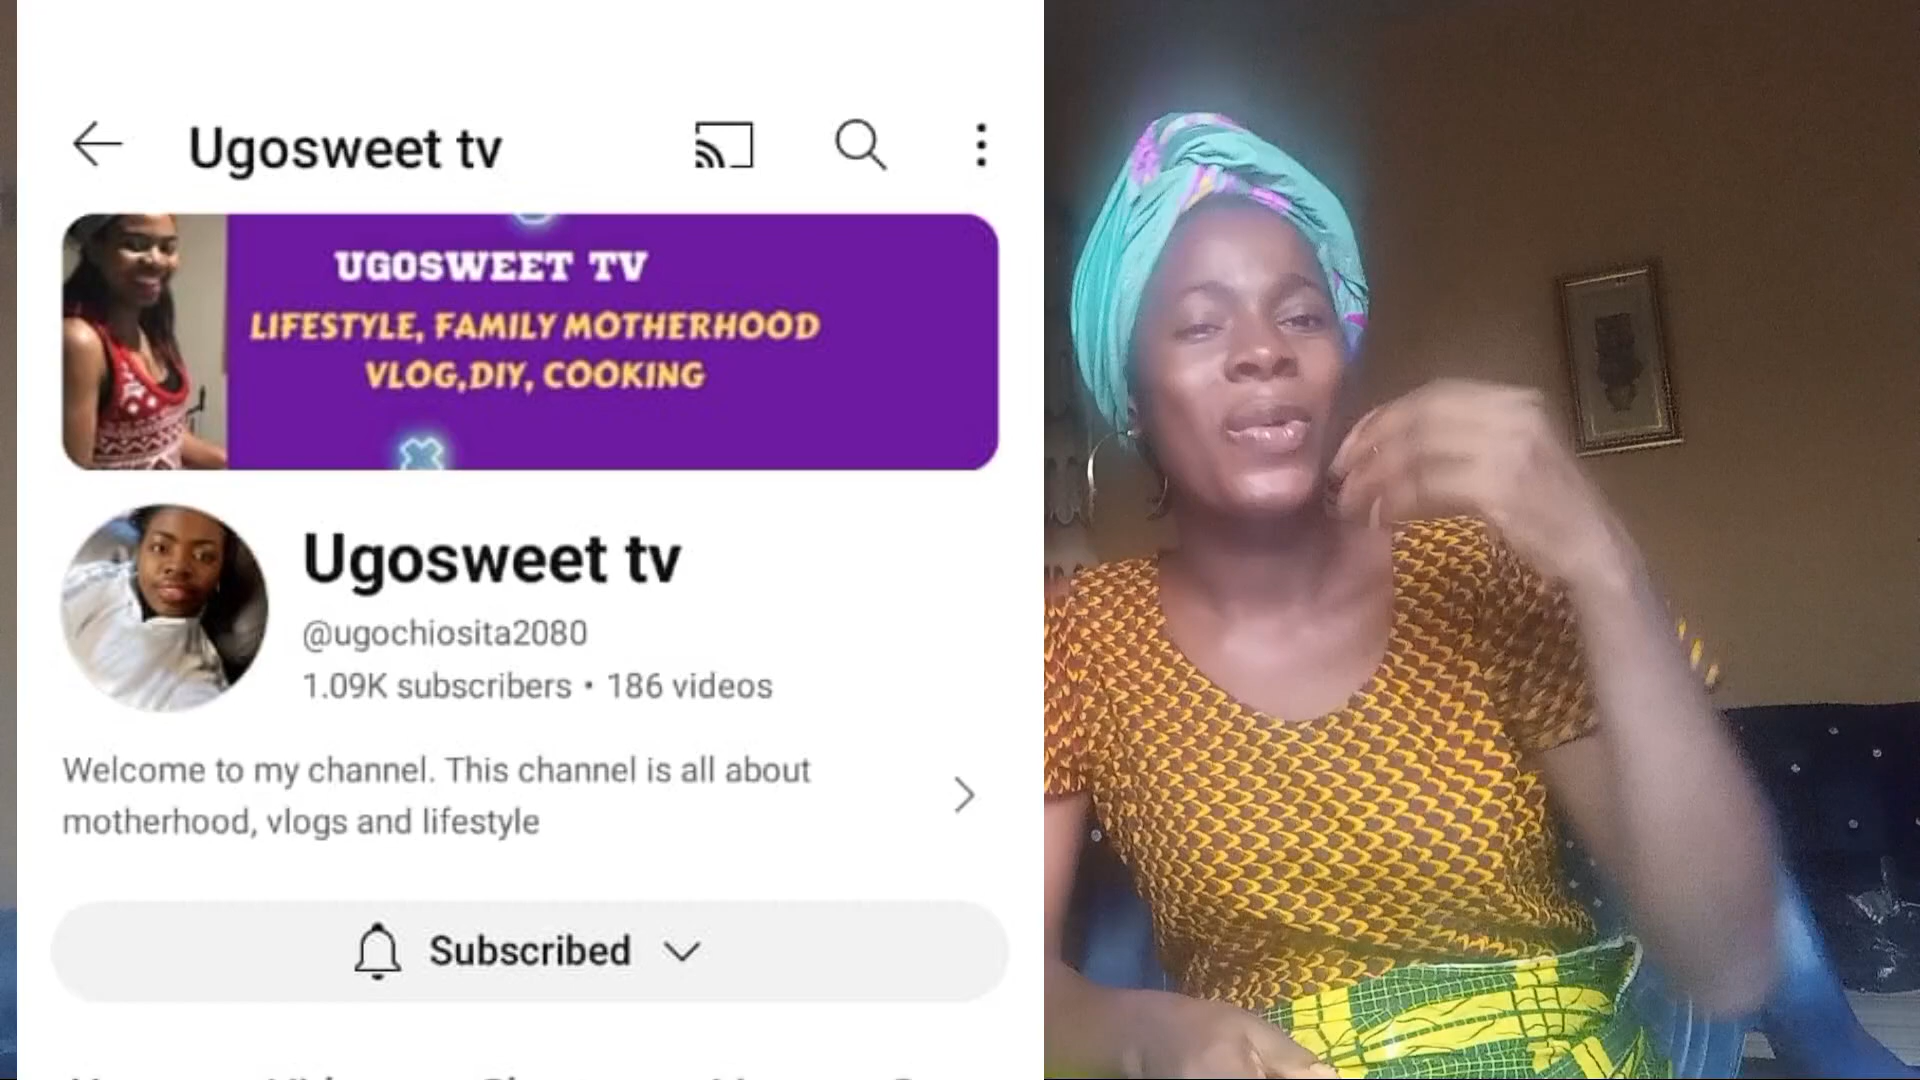 Ugosweet tv
UGOSWEET TV
LIFESTYLE, FAMILY MOTHERHOOD
VLOG,DIY, COOKING
Ugosweet tv
@ugochiosita2080
1.09K subscribers • 186 videos
Welcome to my channel. This channel is all about
motherhood, vlogs and lifestyle
Subscribed